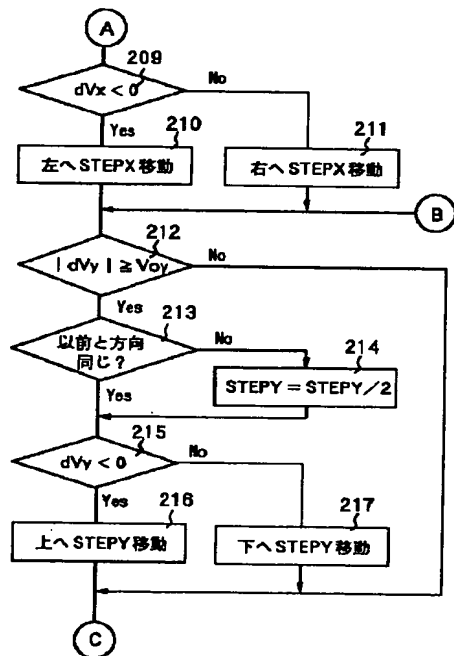 A
209
dVx < 0
No
Yes
210
211
左へ STEPX 移動
右へ STEPX 移動
B
212
| dVy | ≥ Voy
No
Yes
213
以前と方向
同じ?
No
214
STEPY = STEPY／2
Yes
215
dVy < 0
No
Yes
216
217
上へ STEPY 移動
下へ STEPY 移動
C